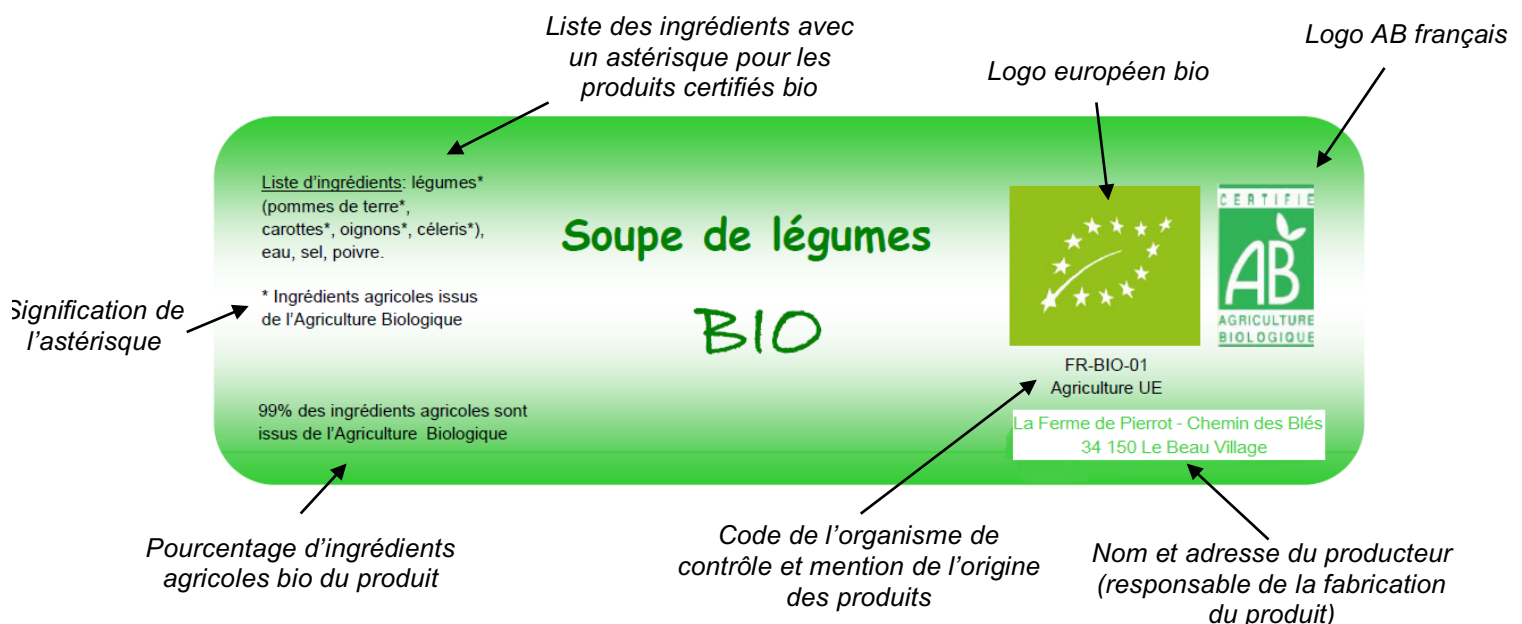 Liste des ingrédients avec
un astérisque pour les
produits certifiés bio
Logo européen bio
Logo AB français
Liste d'ingrédients: légumes*
(pommes de terre*,
carottes*, oignons*, céleris*),
eau, sel, poivre.
* Ingrédients agricoles issus
de l'Agriculture Biologique
99% des ingrédients agricoles sont
issus de l'Agriculture Biologique
Soupe de légumes
BIO
CERTIFIE
AB
AGRICULTURE
BIOLOGIQUE
FR-BIO-01
Agriculture UE
La Ferme de Pierrot - Chemin des Blés
34 150 Le Beau Village
Signification de
l'astérisque
Pourcentage d'ingrédients
agricoles bio du produit
Code de l'organisme de
contrôle et mention de l'origine
des produits
Nom et adresse du producteur
(responsable de la fabrication
du produit)